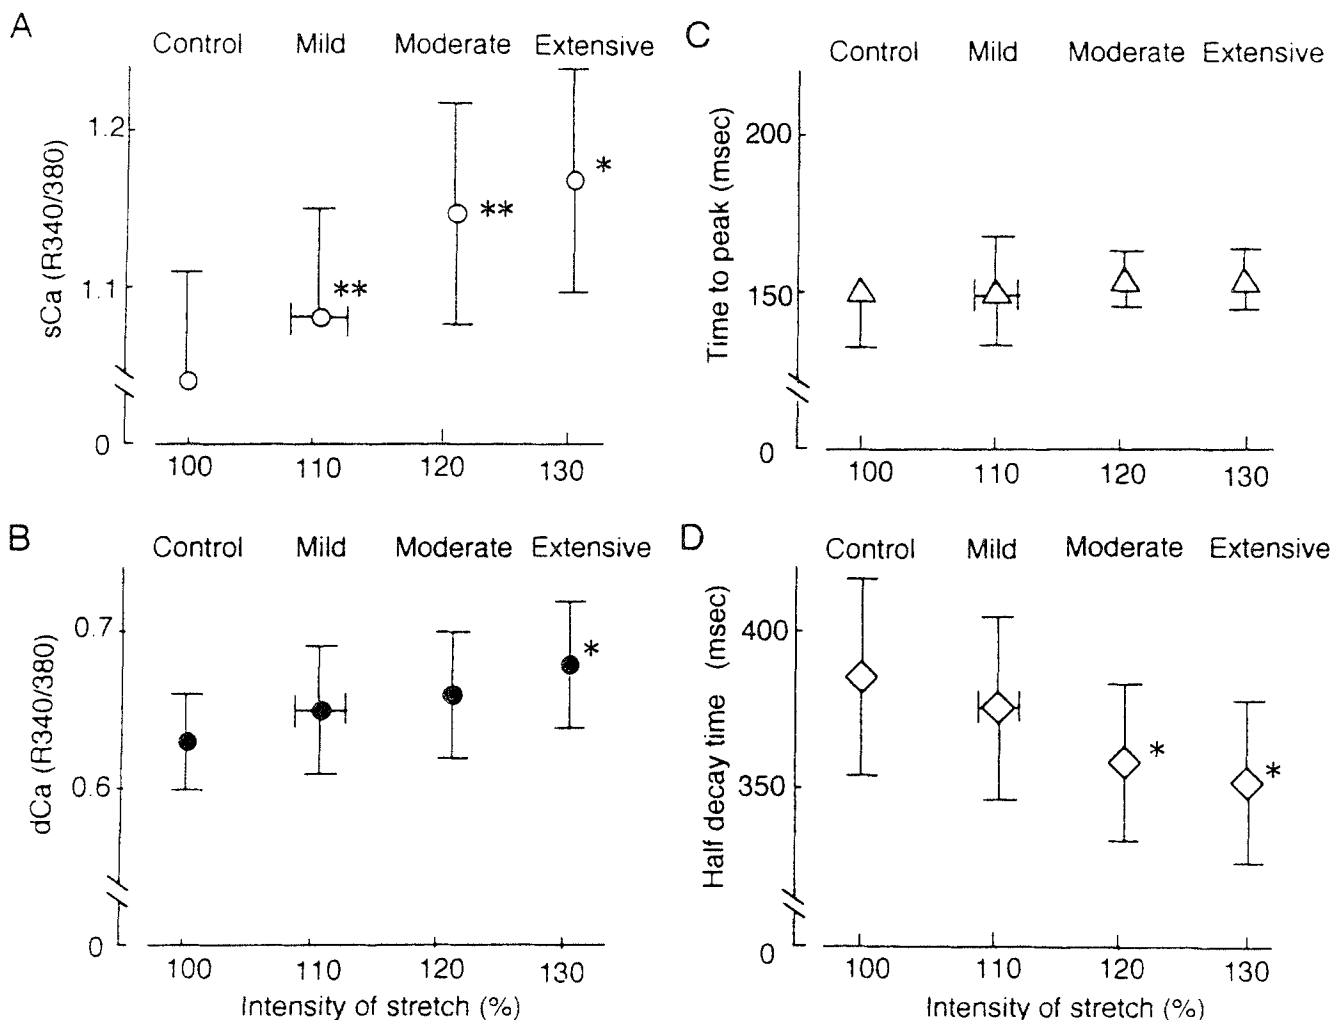 A
Control Mild Moderate Extensive
sCa (R340/380)
1.2
**
**
*
1.1
0
100 110 120 130
B
Control Mild Moderate Extensive
dCa (R340/380)
0.7
*
0.6
0
100 110 120 130
Intensity of stretch (%)
C
Control Mild Moderate Extensive
Time to peak (msec)
200
150
0
100 110 120 130
D
Control Mild Moderate Extensive
Half decay time (msec)
400
*
*
350
0
100 110 120 130
Intensity of stretch (%)